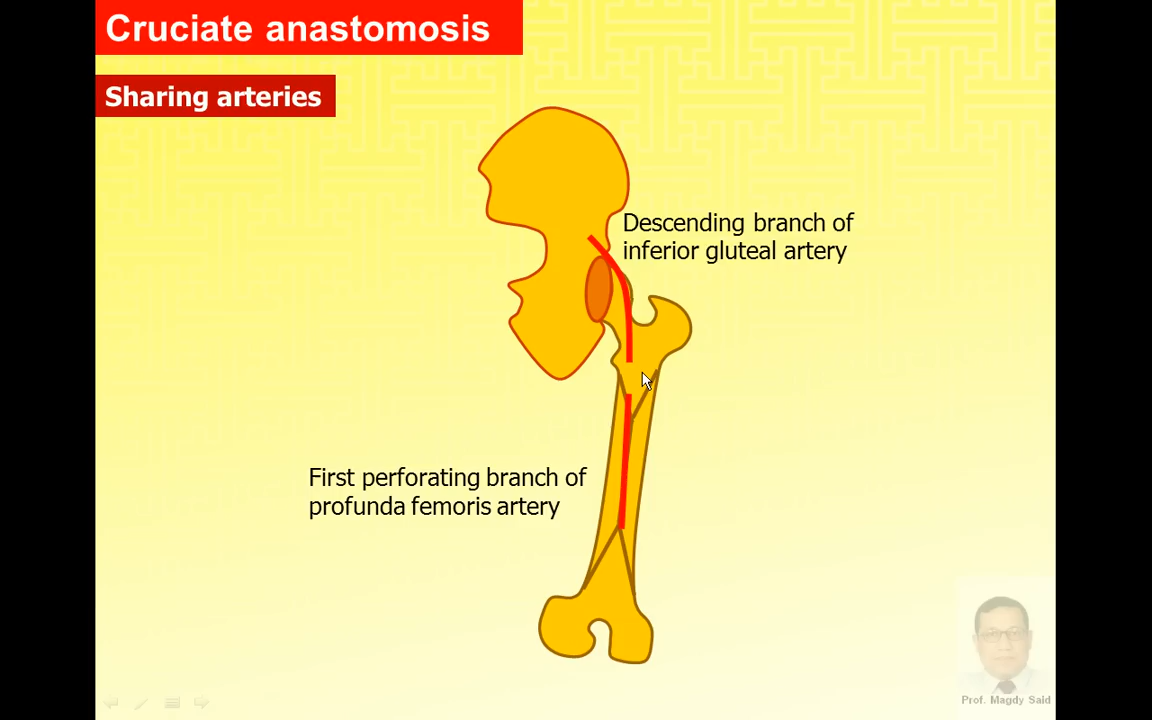 Cruciate anastomosis
Sharing arteries
Descending branch of
inferior gluteal artery
First perforating branch of
profunda femoris artery
Prof. Magdy Said